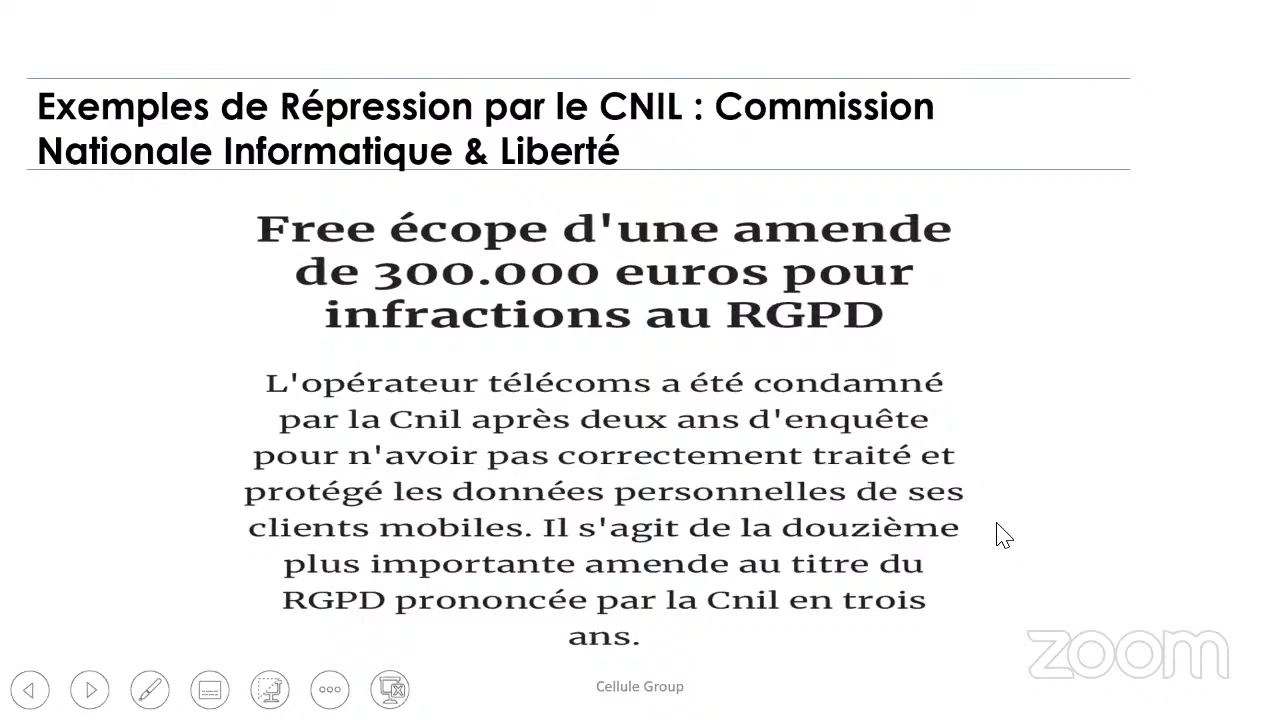 Exemples de Répression par le CNIL : Commission
Nationale Informatique & Liberté
Free écope d'une amende
de 300.000 euros pour
infractions au RGPD
L'opérateur télécoms a été condamné
par la Cnil après deux ans d'enquête
pour n'avoir pas correctement traité et
protégé les données personnelles de ses
clients mobiles. Il s'agit de la douzième
plus importante amende au titre du
RGPD prononcée par la Cnil en trois
ans.
zoom
Cellule Group